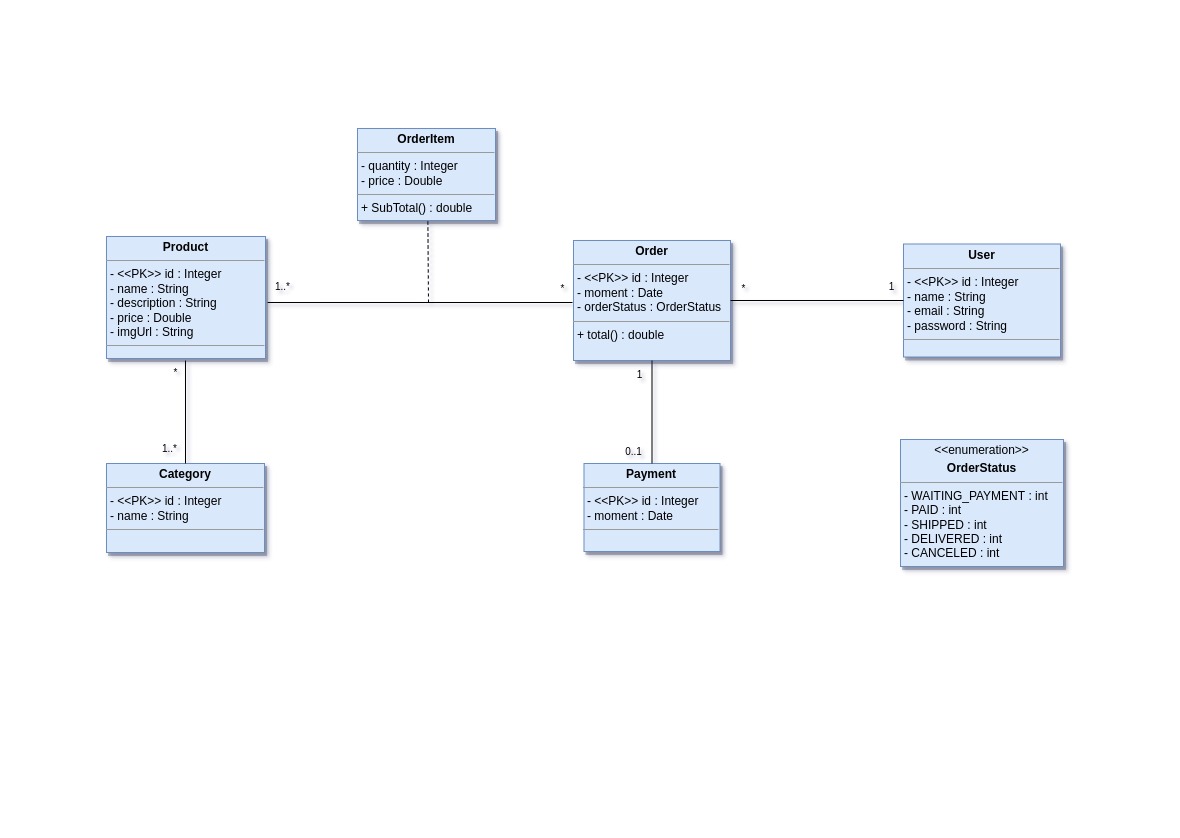 OrderItem
- quantity : Integer
- price : Double
+ SubTotal() : double
Product
- <<PK>> id : Integer
- name : String
- description : String
- price : Double
- imgUrl : String
1..*
*
Order
- <<PK>> id : Integer
- moment : Date
- orderStatus : OrderStatus
+ total() : double
*
1
User
- <<PK>> id : Integer
- name : String
- email : String
- password : String
*
1..*
1
0..1
Category
- <<PK>> id : Integer
- name : String
Payment
- <<PK>> id : Integer
- moment : Date
<<enumeration>>
OrderStatus
- WAITING_PAYMENT : int
- PAID : int
- SHIPPED : int
- DELIVERED : int
- CANCELED : int